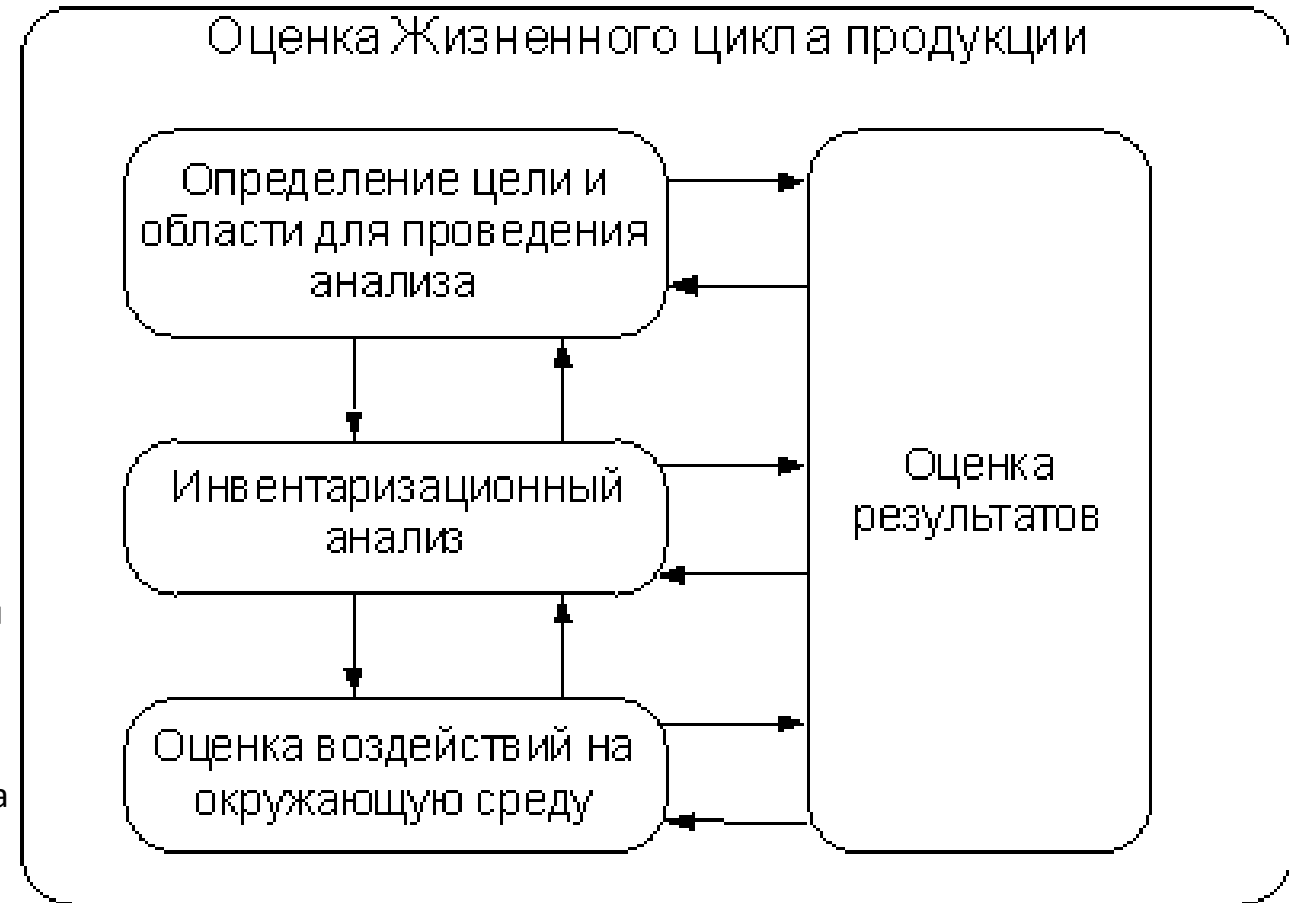 Оценка Жизненного цикла продукции
Определение цели и
области для проведения
анализа
Инвентаризационный
анализ
Оценка воздействий на
окружающую среду
Оценка
результатов
а